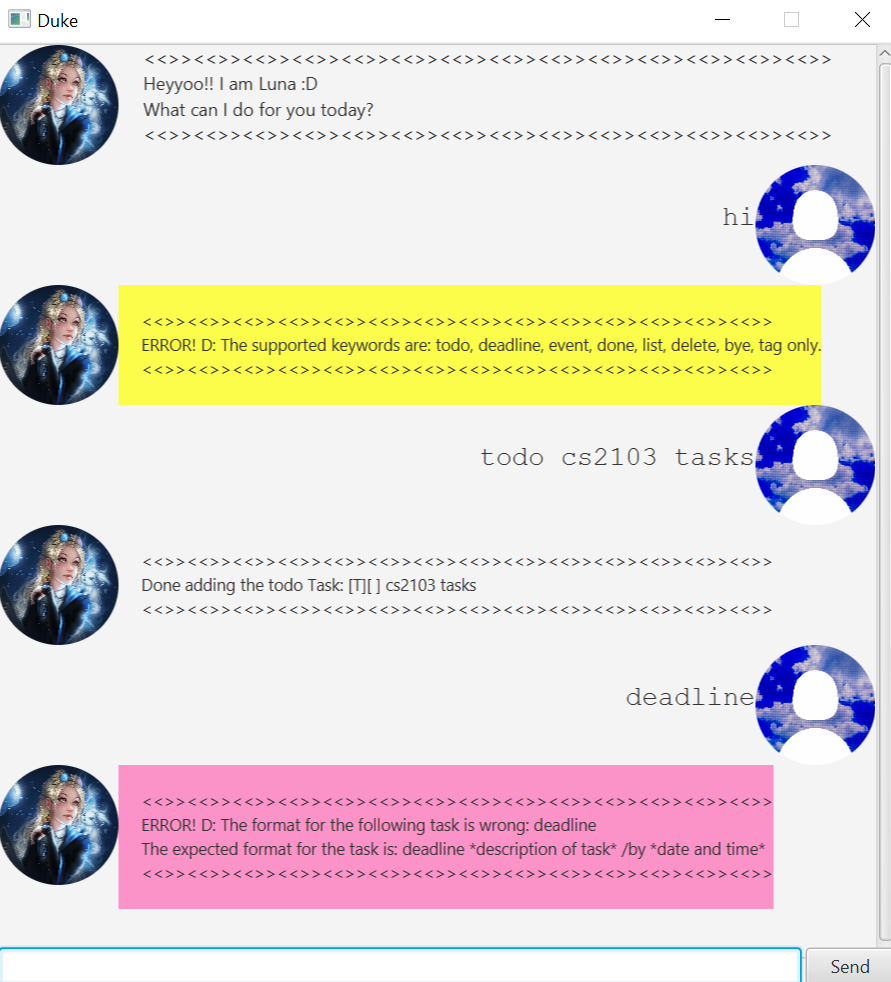 Duke
<<>><<>><<>><<>><<>><<>><<>><<>><<>><<>><<>><<>><<>><<>>
Heyyoo!! I am Luna :D
What can I do for you today?
<<>><<>><<>><<>><<>><<>><<>><<>><<>><<>><<>><<>><<>><<>>
hi
<<>><<>><<>><<>><<>><<>><<>><<>><<>><<>><<>><<>><<>><<>>
ERROR! D: The supported keywords are: todo, deadline, event, done, list, delete, bye, tag only.
<<>><<>><<>><<>><<>><<>><<>><<>><<>><<>><<>><<>><<>><<>>
todo cs2103 tasks
<<>><<>><<>><<>><<>><<>><<>><<>><<>><<>><<>><<>><<>><<>>
Done adding the todo Task: [T][ ] cs2103 tasks
<<>><<>><<>><<>><<>><<>><<>><<>><<>><<>><<>><<>><<>><<>>
deadline
<<>><<>><<>><<>><<>><<>><<>><<>><<>><<>><<>><<>><<>><<>>
ERROR! D: The format for the following task is wrong: deadline
The expected format for the task is: deadline *description of task* /by *date and time*
<<>><<>><<>><<>><<>><<>><<>><<>><<>><<>><<>><<>><<>><<>>
Send